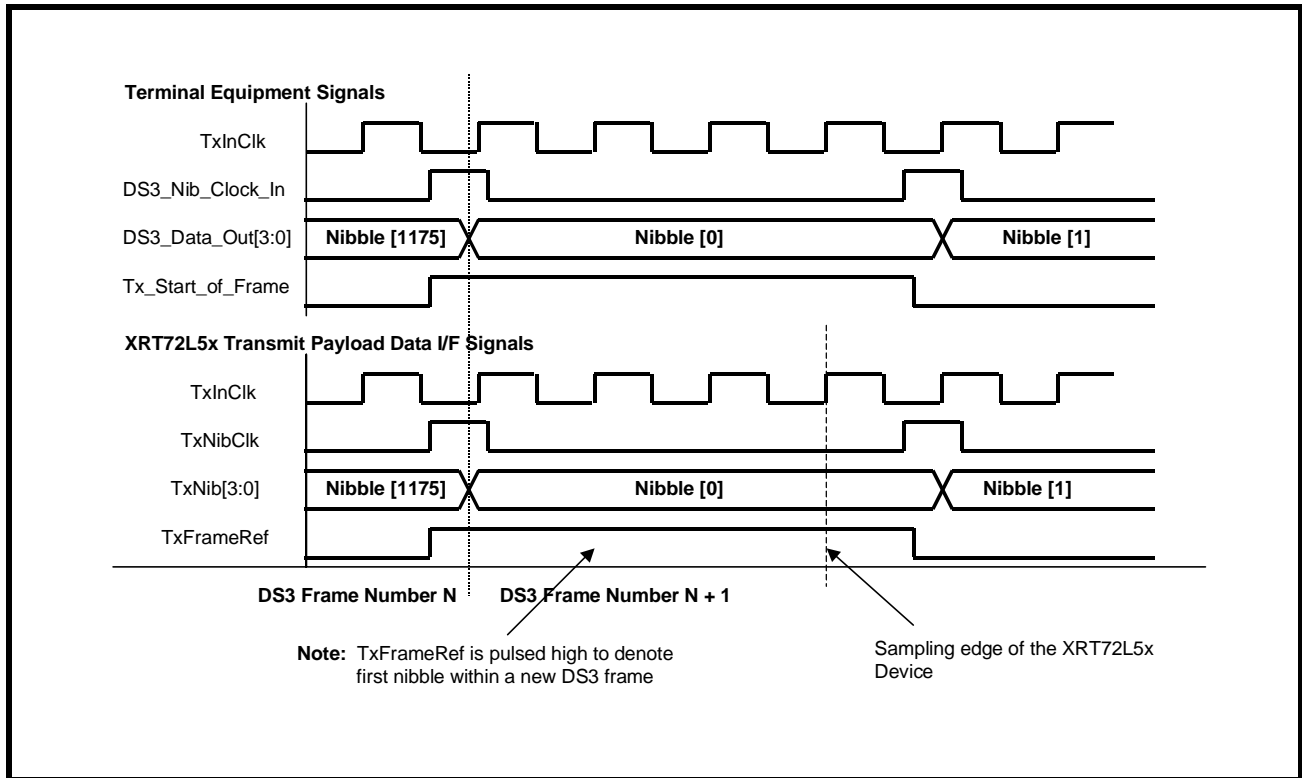 Terminal Equipment Signals
TxInClk
DS3_Nib_Clock_In
DS3_Data_Out[3:0]
Nibble [1175]
Nibble [0]
Nibble [1]
Tx_Start_of_Frame
XRT72L5x Transmit Payload Data I/F Signals
TxInClk
TxNibClk
TxNib[3:0]
Nibble [1175]
Nibble [0]
Nibble [1]
TxFrameRef
DS3 Frame Number N
DS3 Frame Number N + 1
Note: TxFrameRef is pulsed high to denote
first nibble within a new DS3 frame
Sampling edge of the XRT72L5x
Device